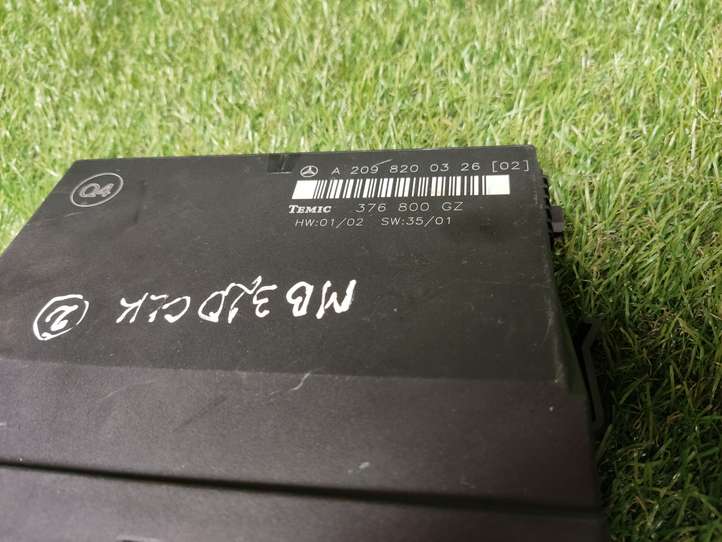 Q4
A 209 820 03 26 [02]
TEMIC 376 800 GZ
HW:01/02 SW:35/01
MB 3,2D CLK
2